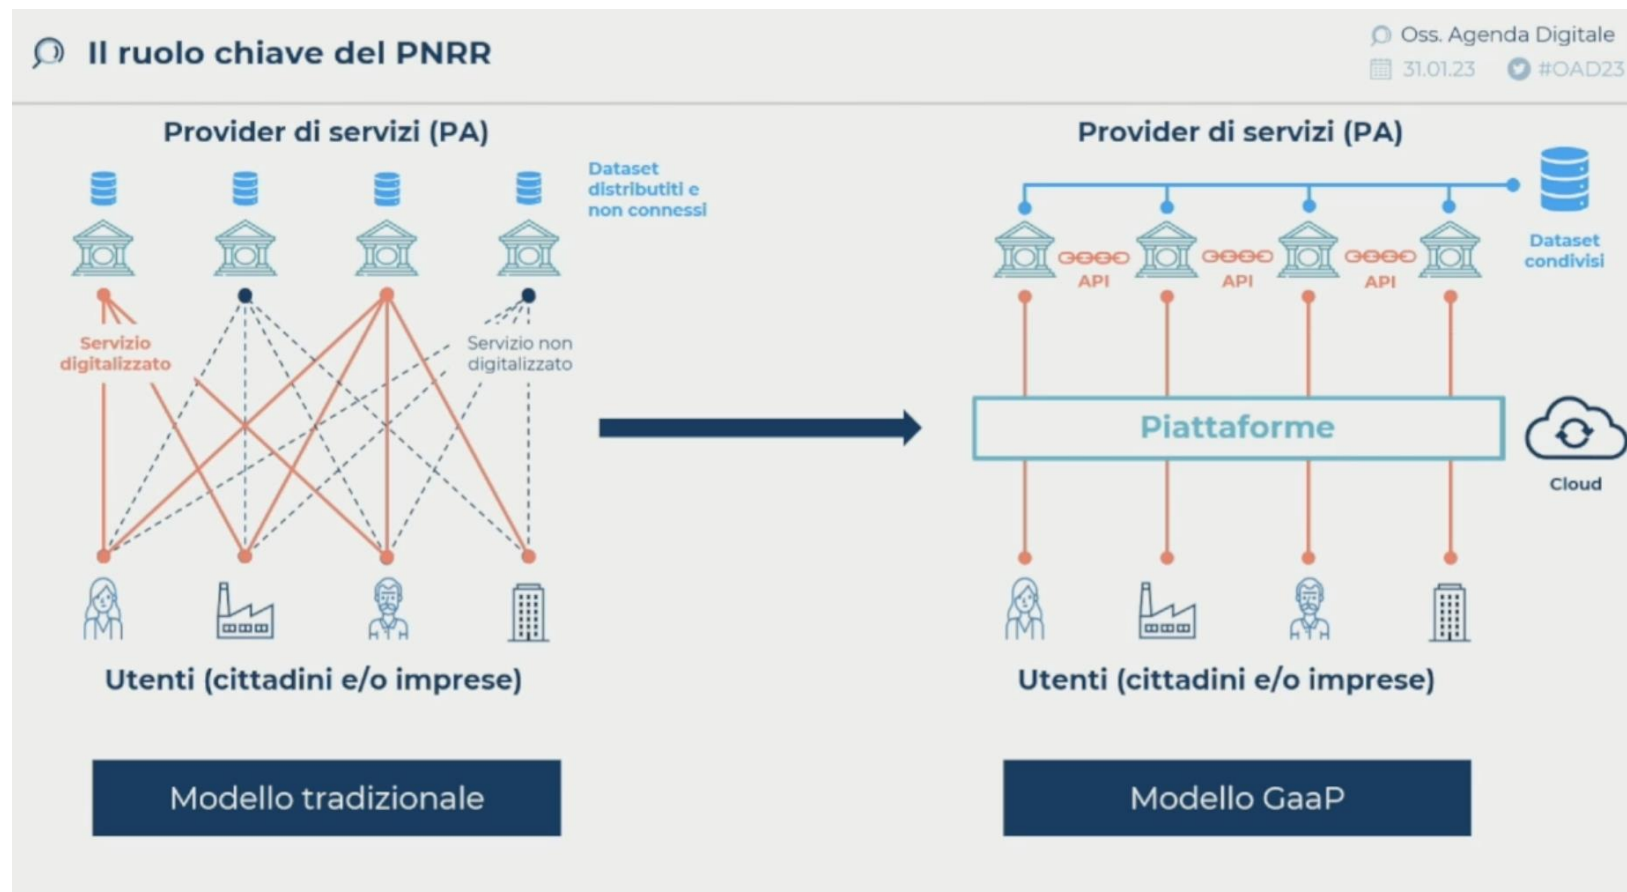 Il ruolo chiave del PNRR
Oss. Agenda Digitale
31.01.23 #OAD23
Provider di servizi (PA)
Dataset
distributiti e
non connessi
Servizio
digitalizzato
Servizio non
digitalizzato
Utenti (cittadini e/o imprese)
Modello tradizionale
Provider di servizi (PA)
Dataset
condivisi
API
API
API
Piattaforme
Cloud
Utenti (cittadini e/o imprese)
Modello GaaP